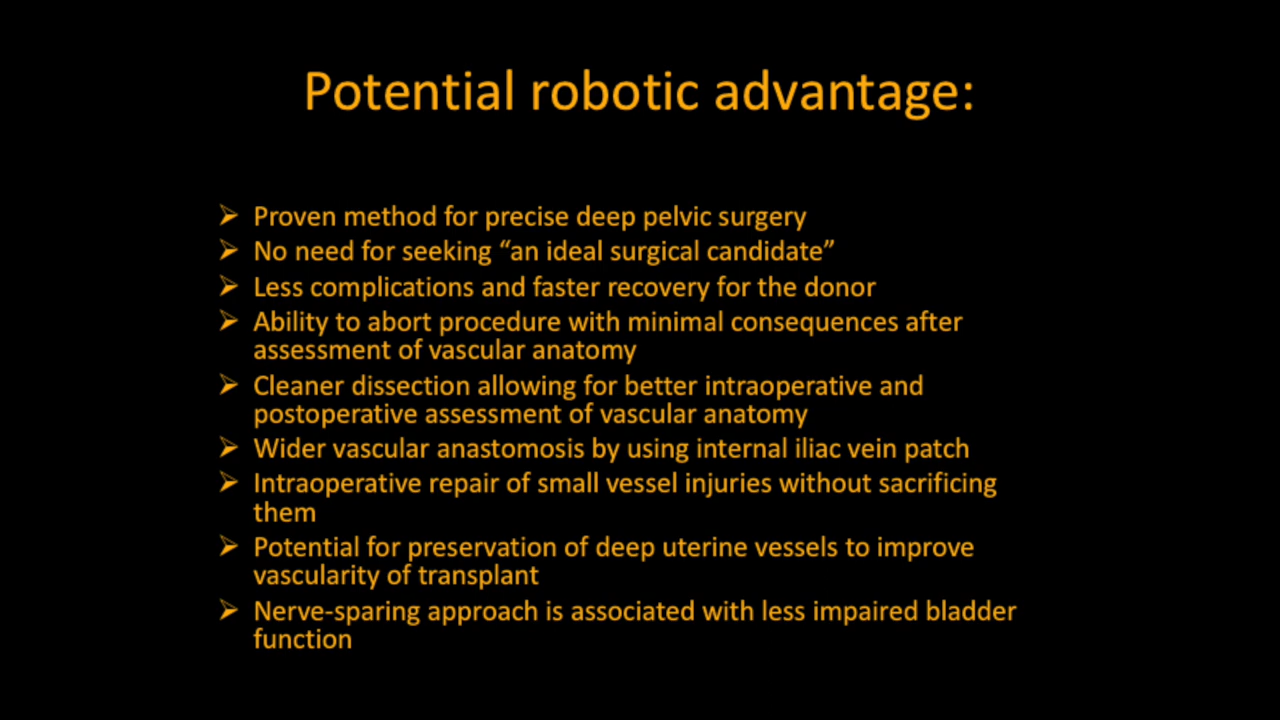 Potential robotic advantage:
➢ Proven method for precise deep pelvic surgery
➢ No need for seeking “an ideal surgical candidate”
➢ Less complications and faster recovery for the donor
➢ Ability to abort procedure with minimal consequences after
assessment of vascular anatomy
➢ Cleaner dissection allowing for better intraoperative and
postoperative assessment of vascular anatomy
➢ Wider vascular anastomosis by using internal iliac vein patch
➢ Intraoperative repair of small vessel injuries without sacrificing
them
➢ Potential for preservation of deep uterine vessels to improve
vascularity of transplant
➢ Nerve-sparing approach is associated with less impaired bladder
function